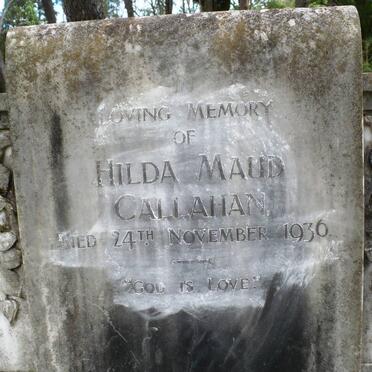 LOVING MEMORY
OF
HILDA MAUD
CALLAHAN.
DIED 24TH NOVEMBER 1936.
"GOD IS LOVE."